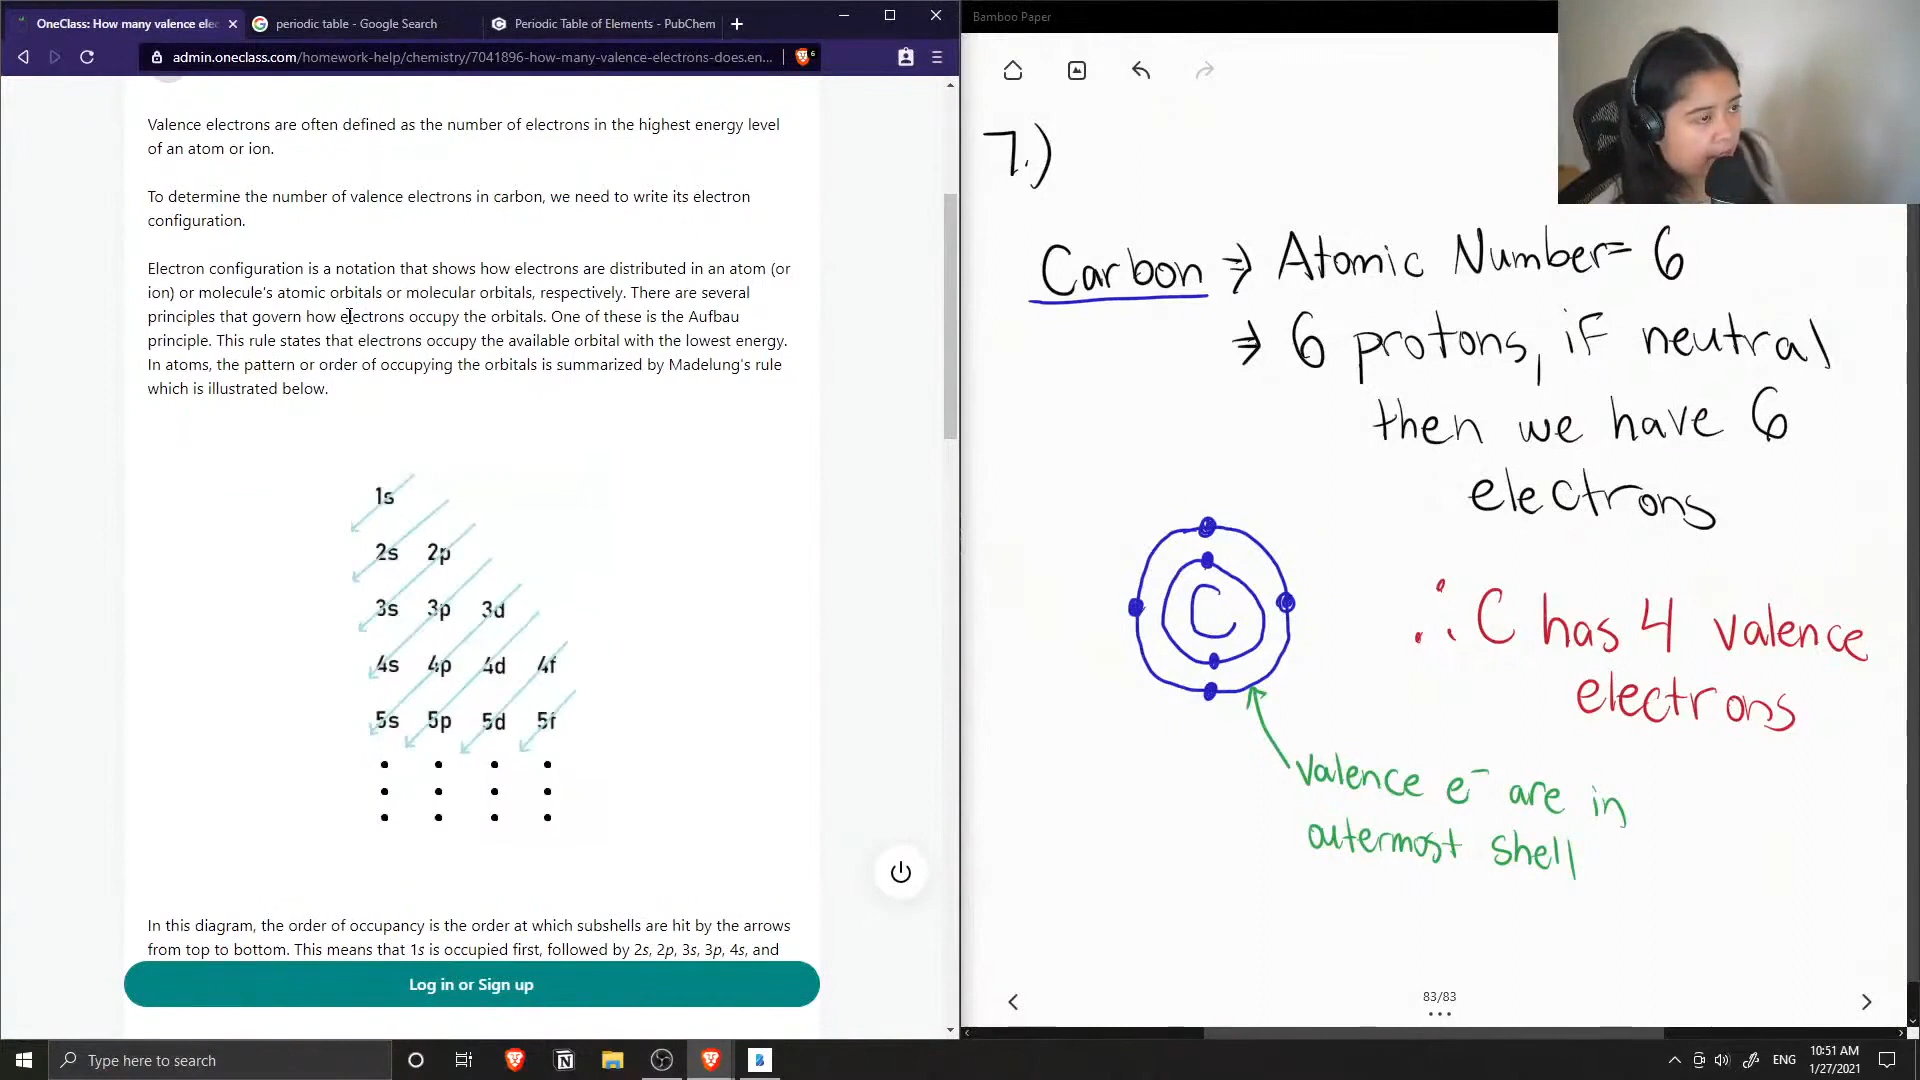 OneClass: How many valence ele
periodic table - Google Search
Periodic Table of Elements - PubChem
admin.oneclass.com/homework-help/chemistry/7041896-how-many-valence-electrons-does.en...
6
Valence electrons are often defined as the number of electrons in the highest energy level
of an atom or ion.
To determine the number of valence electrons in carbon, we need to write its electron
configuration.
Electron configuration is a notation that shows how electrons are distributed in an atom (or
ion) or molecule's atomic orbitals or molecular orbitals, respectively. There are several
principles that govern how electrons occupy the orbitals. One of these is the Aufbau
principle. This rule states that electrons occupy the available orbital with the lowest energy.
In atoms, the pattern or order of occupying the orbitals is summarized by Madelung's rule
which is illustrated below.
1s
2s 2p
3s 3p 3d
4s 4p 4d 4f
5s 5p 5d 5f
In this diagram, the order of occupancy is the order at which subshells are hit by the arrows
from top to bottom. This means that 1s is occupied first, followed by 2s, 2p, 3s, 3p, 4s, and
Log in or Sign up
Bamboo Paper
7.)
Carbon → Atomic Number= 6
→ 6 protons, if neutral
then we have 6
electrons
C
∴ C has 4 valence
electrons
Valence e⁻ are in
outermost shell
83/83
Type here to search
ENG
10:51 AM
1/27/2021